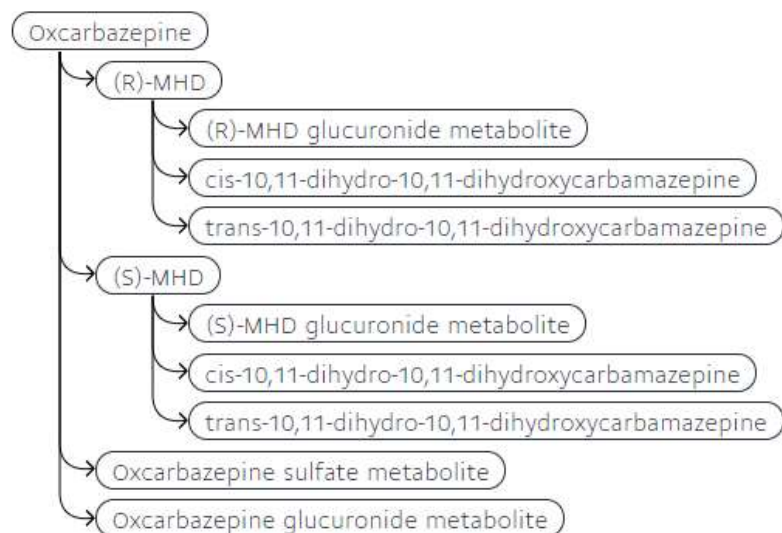 Oxcarbazepine
(R)-MHD
(R)-MHD glucuronide metabolite
cis-10,11-dihydro-10,11-dihydroxycarbamazepine
trans-10,11-dihydro-10,11-dihydroxycarbamazepine
(S)-MHD
(S)-MHD glucuronide metabolite
cis-10,11-dihydro-10,11-dihydroxycarbamazepine
trans-10,11-dihydro-10,11-dihydroxycarbamazepine
Oxcarbazepine sulfate metabolite
Oxcarbazepine glucuronide metabolite